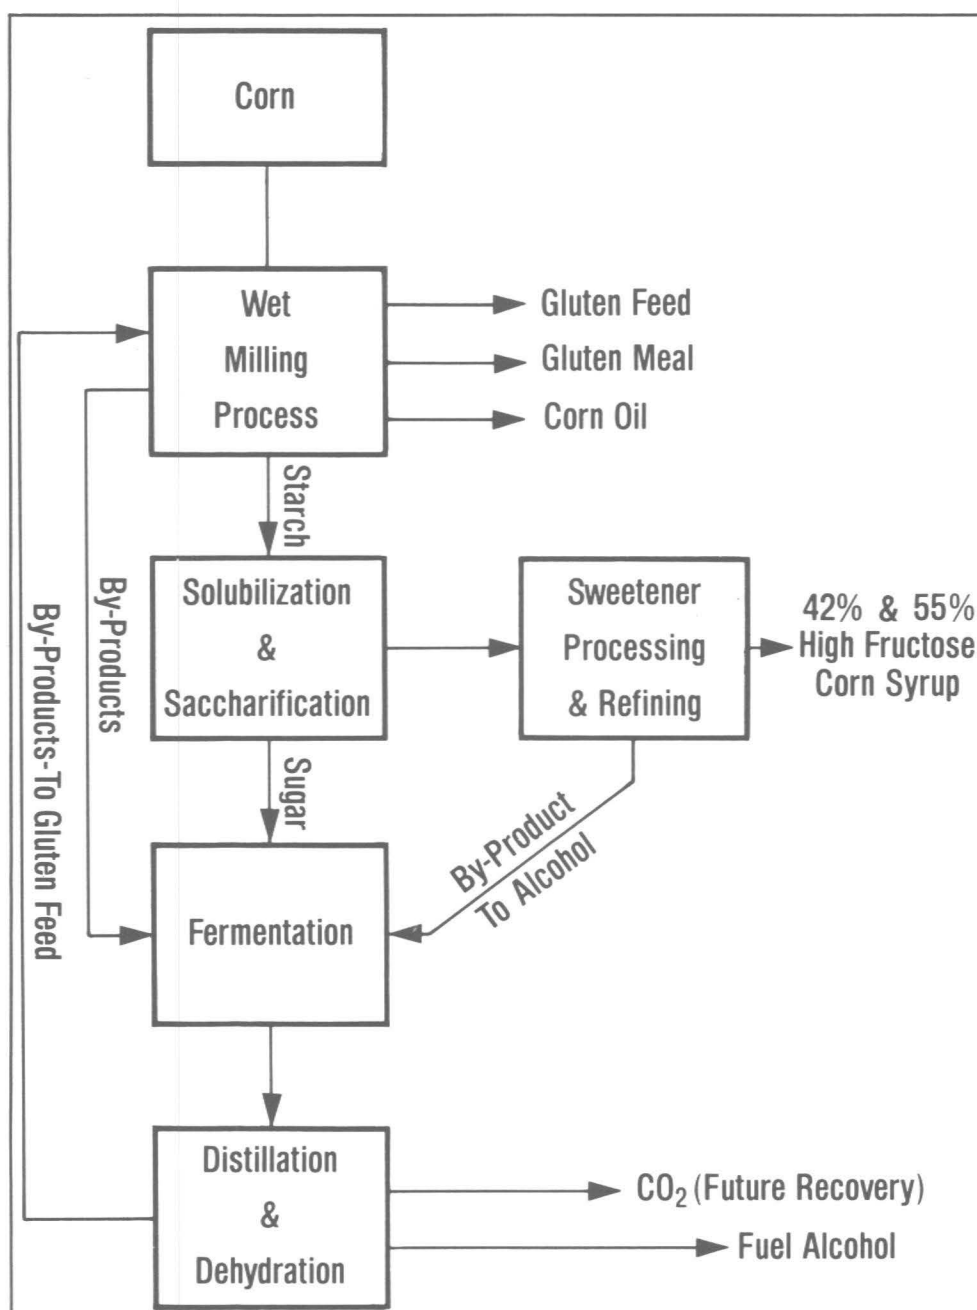 Corn
Wet
Milling
Process
Gluten Feed
Gluten Meal
Corn Oil
Starch
Solubilization
&
Saccharification
Sweetener
Processing
& Refining
42% & 55%
High Fructose
Corn Syrup
By-Products
By-Products-To Gluten Feed
Sugar
By-Product
To Alcohol
Fermentation
Distillation
&
Dehydration
CO₂ (Future Recovery)
Fuel Alcohol